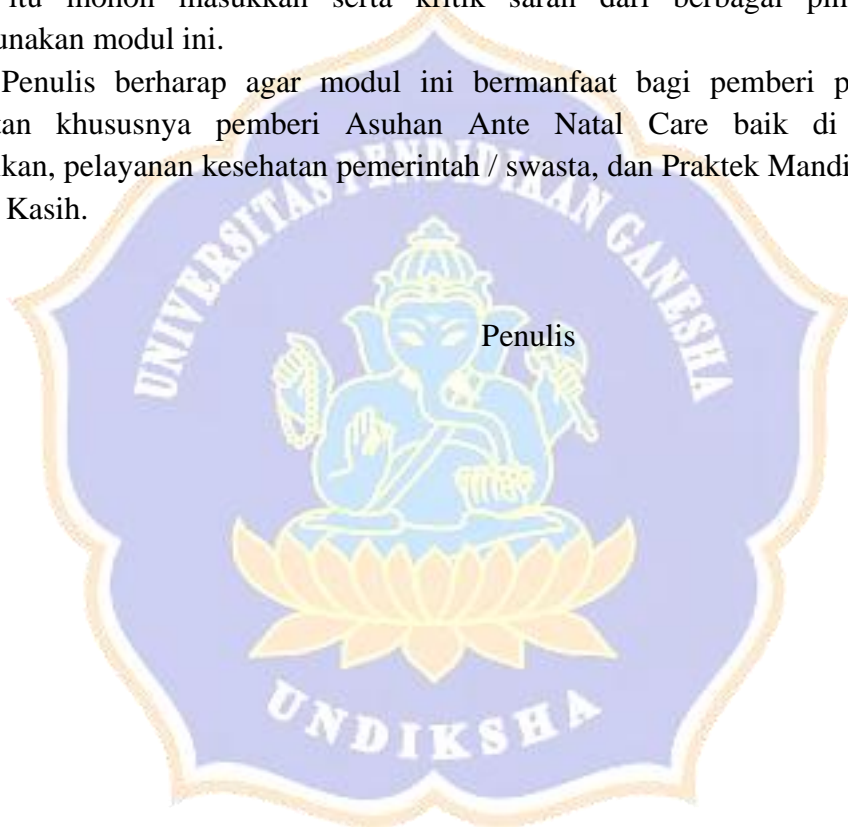 itu mohon masukkan serta kritik saran dari berbagai
unakan modul ini.
Penulis berharap agar modul ini bermanfaat bagi pemberi p
tan khususnya pemberi Asuhan Ante Natal Care baik di
ikan, pelayanan kesehatan pemerintah / swasta, dan Praktek Mandi
Kasih.
UNIVERSITAS PENDIDIKAN GANESHA
Penulis
UNDIKSHA